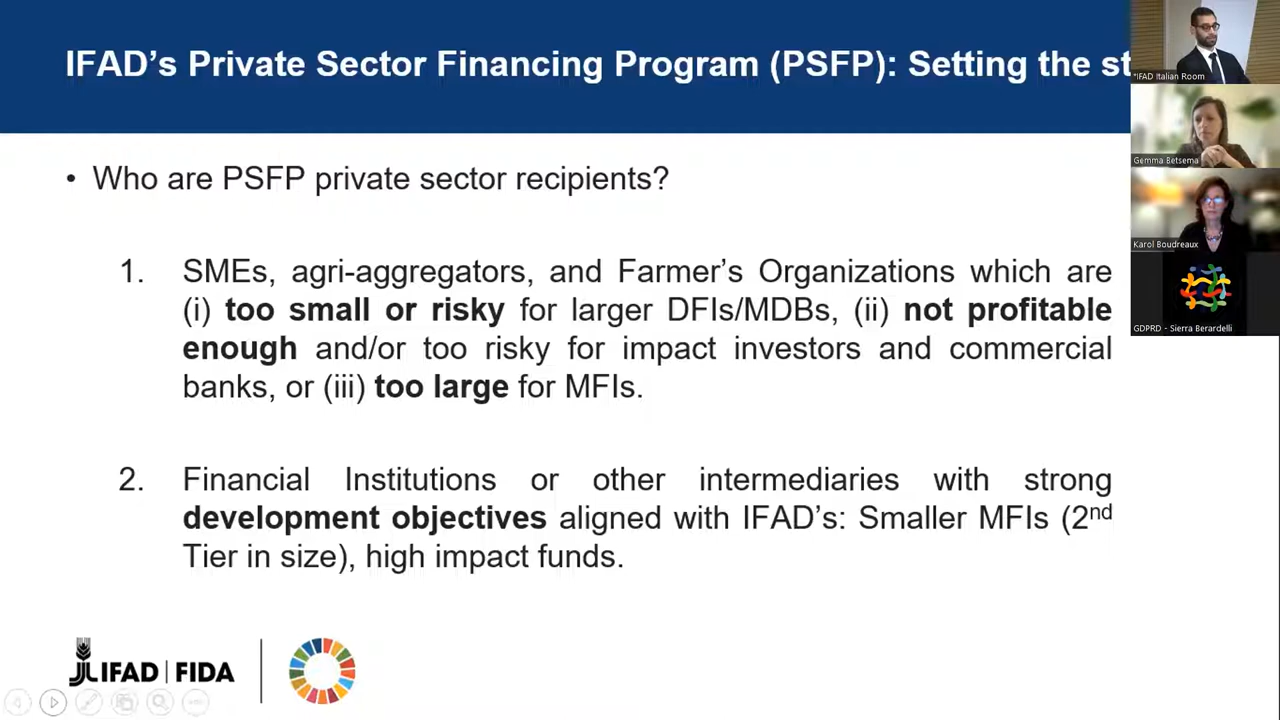 IFAD’s Private Sector Financing Program (PSFP): Setting the st
• Who are PSFP private sector recipients?
1. SMEs, agri-aggregators, and Farmer’s Organizations which are
(i) too small or risky for larger DFIs/MDBs, (ii) not profitable
enough and/or too risky for impact investors and commercial
banks, or (iii) too large for MFIs.
2. Financial Institutions or other intermediaries with strong
development objectives aligned with IFAD’s: Smaller MFIs (2nd
Tier in size), high impact funds.
JLIFAD | FIDA
*IFAD Italian Room
Gemma Betsema
Karol Boudreaux
GDPRD - Sierra Berardelli